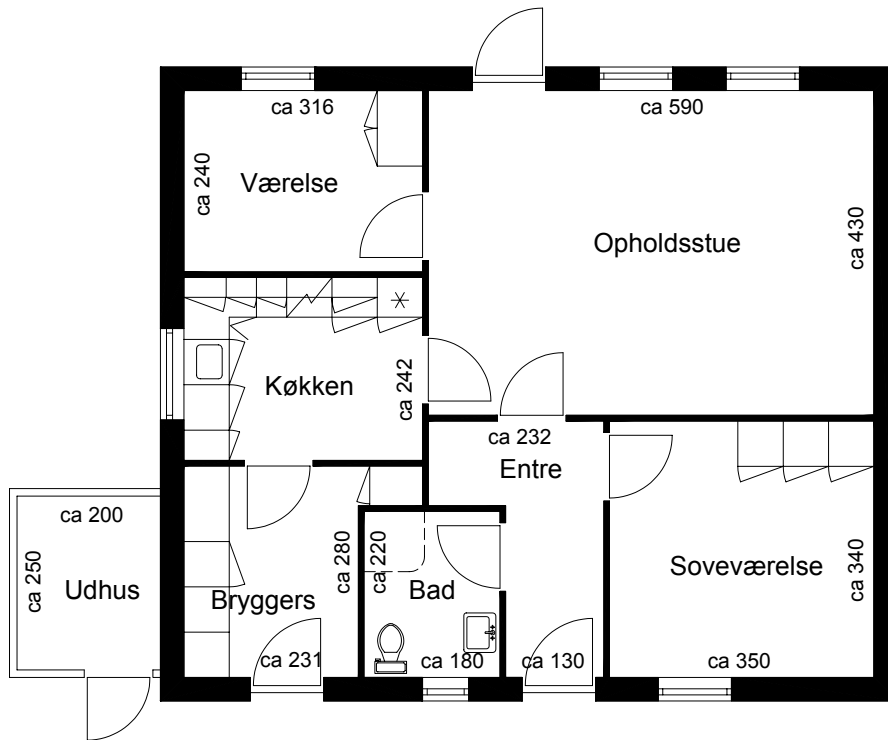 ca 316
ca 590
ca 240
Værelse
Opholdsstue
ca 430
Køkken
ca 242
ca 232
Entre
ca 200
ca 250
Udhus
Bryggers
ca 280
ca 220
Bad
Soveværelse
ca 340
ca 231
ca 180
ca 130
ca 350